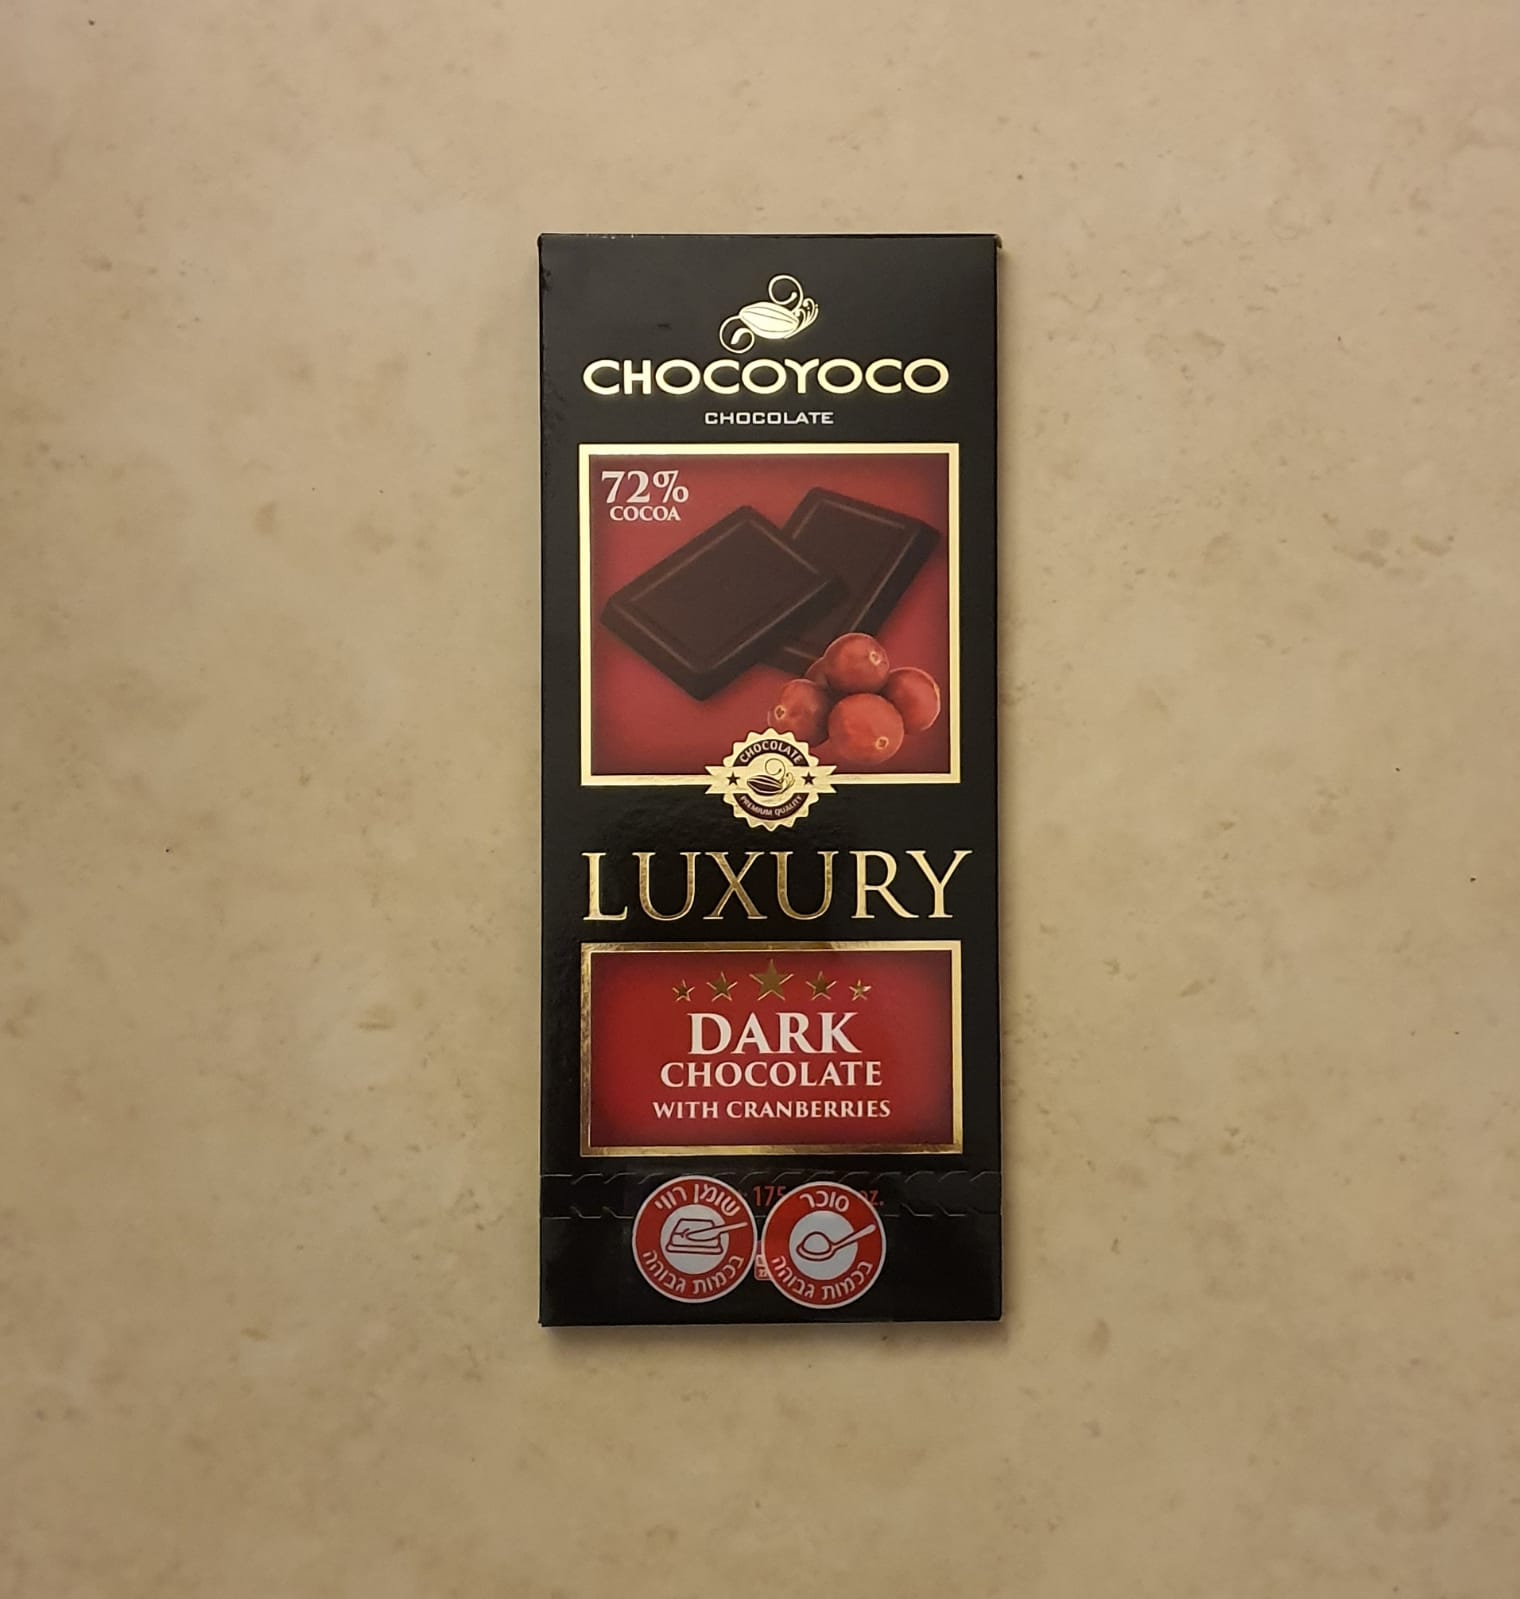 CHOCOYOCO
CHOCOLATE
72%
COCOA
CHOCOLATE
PREMIUM QUALITY
LUXURY
DARK
CHOCOLATE
WITH CRANBERRIES
שומן רווי
בכמות גבוהה
סוכר
בכמות גבוהה